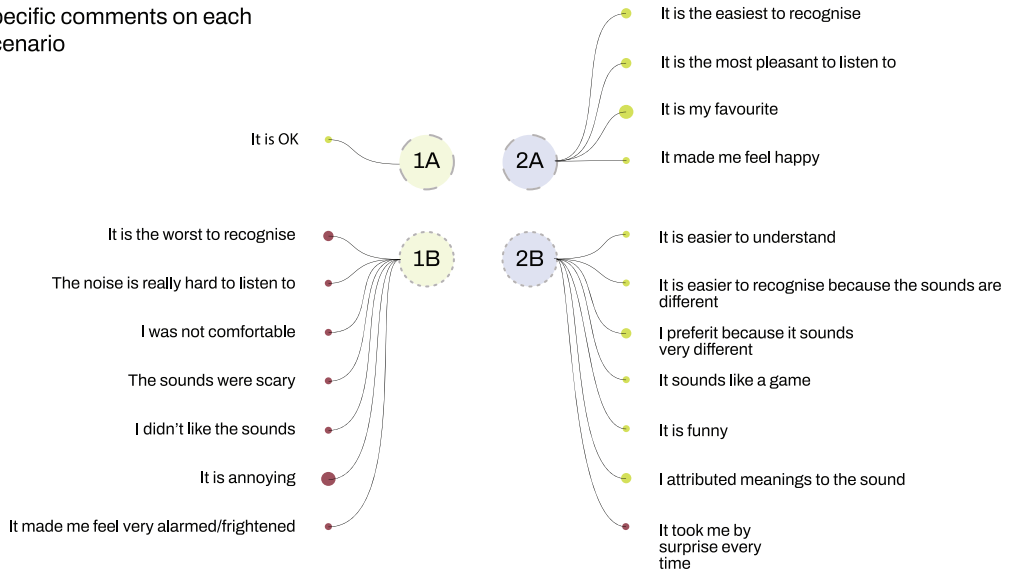 pecific comments on each
cenario
It is OK
1A
2A
It is the easiest to recognise
It is the most pleasant to listen to
It is my favourite
It made me feel happy
1B
It is the worst to recognise
The noise is really hard to listen to
I was not comfortable
The sounds were scary
I didn't like the sounds
It is annoying
It made me feel very alarmed/frightened
2B
It is easier to understand
It is easier to recognise because the sounds are
different
I preferit because it sounds
very different
It sounds like a game
It is funny
I attributed meanings to the sound
It took me by
surprise every
time